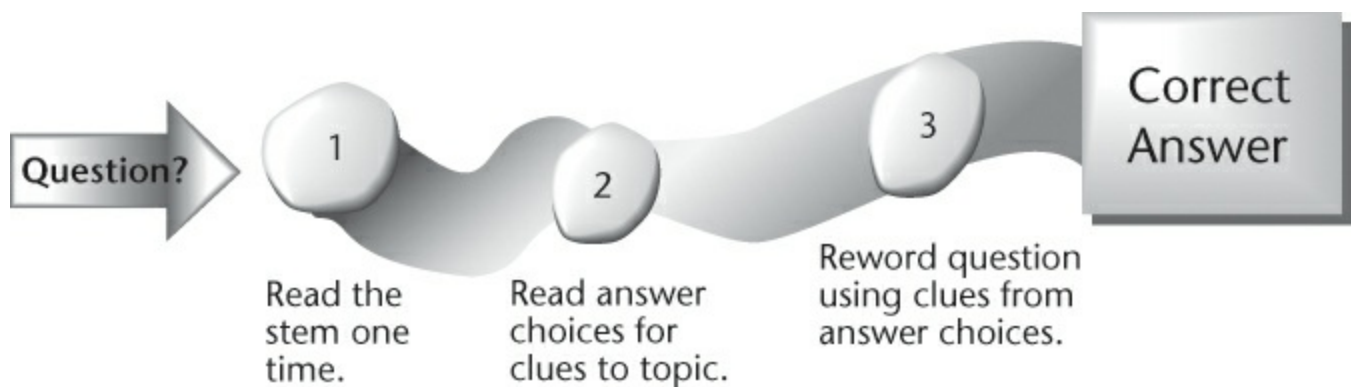 Question?
1
Read the
stem one
time.
2
Read answer
choices for
clues to topic.
3
Reword question
using clues from
answer choices.
Correct
Answer